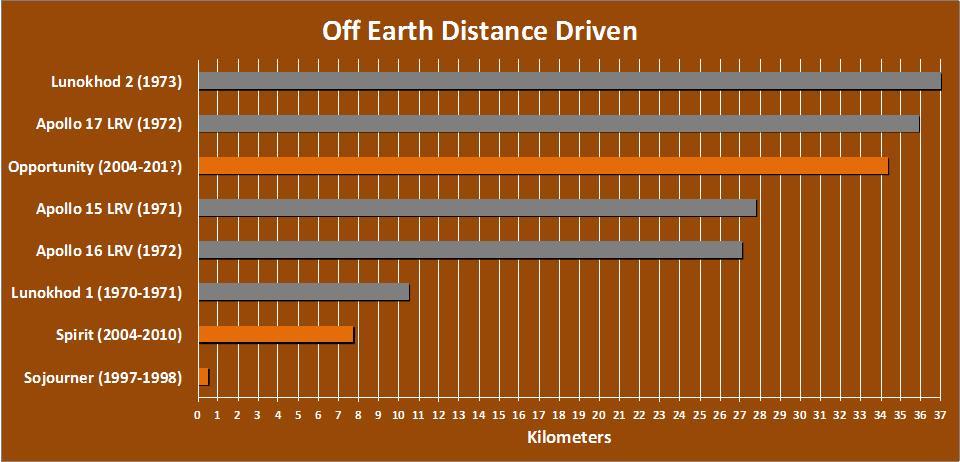 Off Earth Distance Driven
Lunokhod 2 (1973)
Apollo 17 LRV (1972)
Opportunity (2004-201?)
Apollo 15 LRV (1971)
Apollo 16 LRV (1972)
Lunokhod 1 (1970-1971)
Spirit (2004-2010)
Sojourner (1997-1998)
0 1 2 3 4 5 6 7 8 9 10 11 12 13 14 15 16 17 18 19 20 21 22 23 24 25 26 27 28 29 30 31 32 33 34 35 36 37
Kilometers